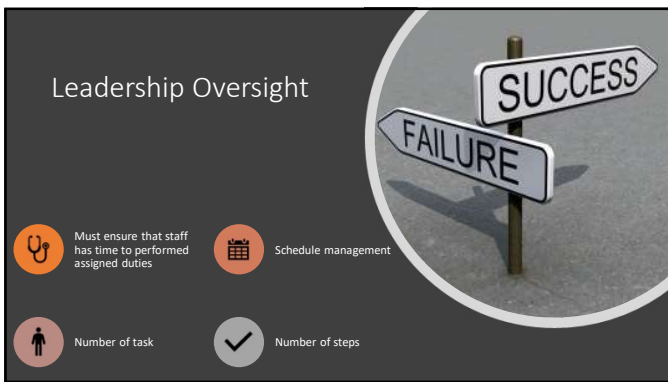 Leadership Oversight
SUCCESS
FAILURE
Must ensure that staff
has time to performed
assigned duties
Schedule management
Number of task
Number of steps